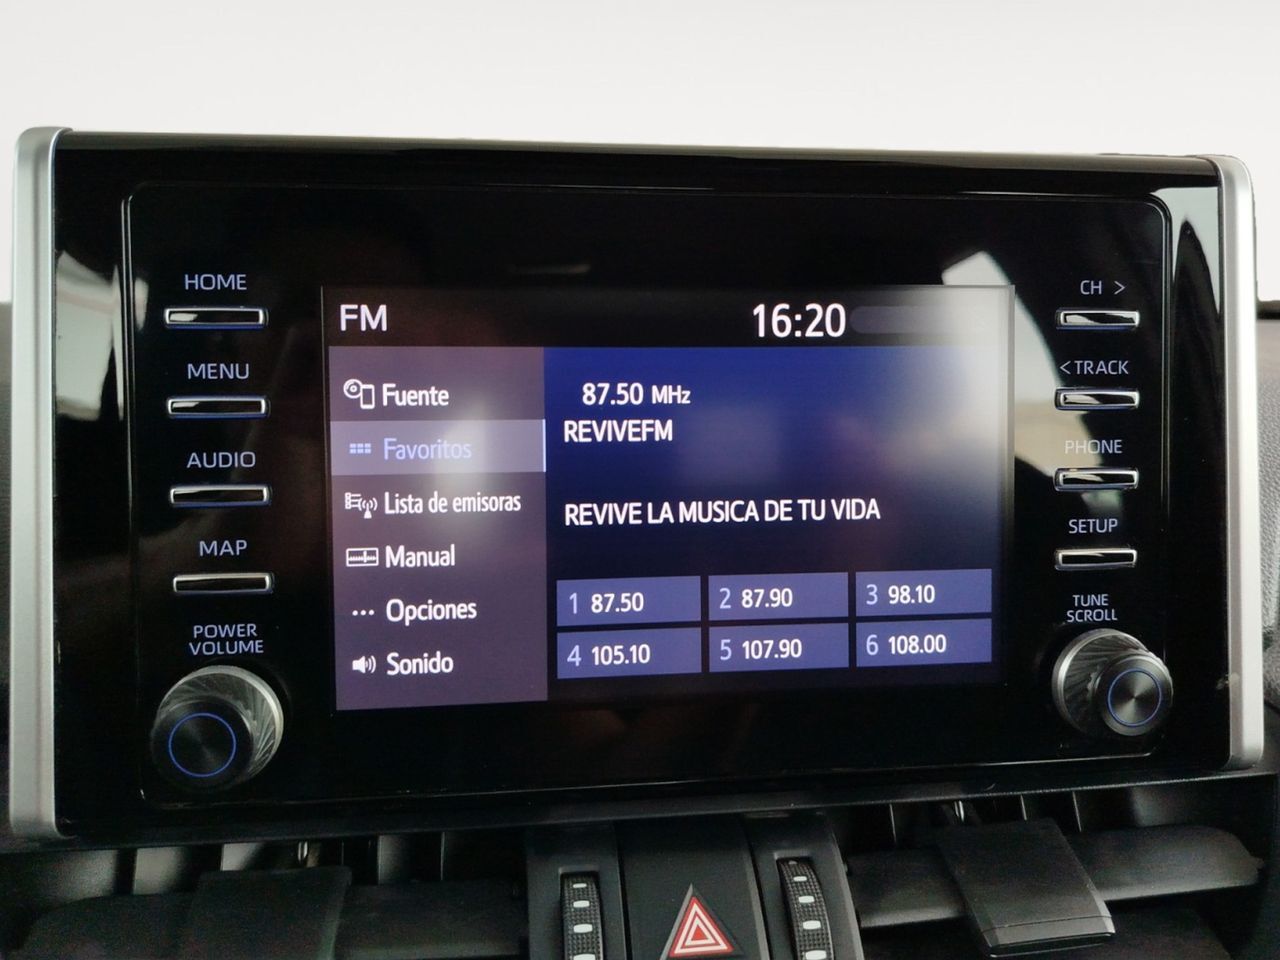 HOME
MENU
AUDIO
MAP
POWER
VOLUME
FM
16:20
Fuente
Favoritos
Lista de emisoras
Manual
Opciones
Sonido
87.50 MHz
REVIVEFM
REVIVE LA MUSICA DE TU VIDA
1 87.50
2 87.90
3 98.10
4 105.10
5 107.90
6 108.00
CH >
< TRACK
PHONE
SETUP
TUNE
SCROLL